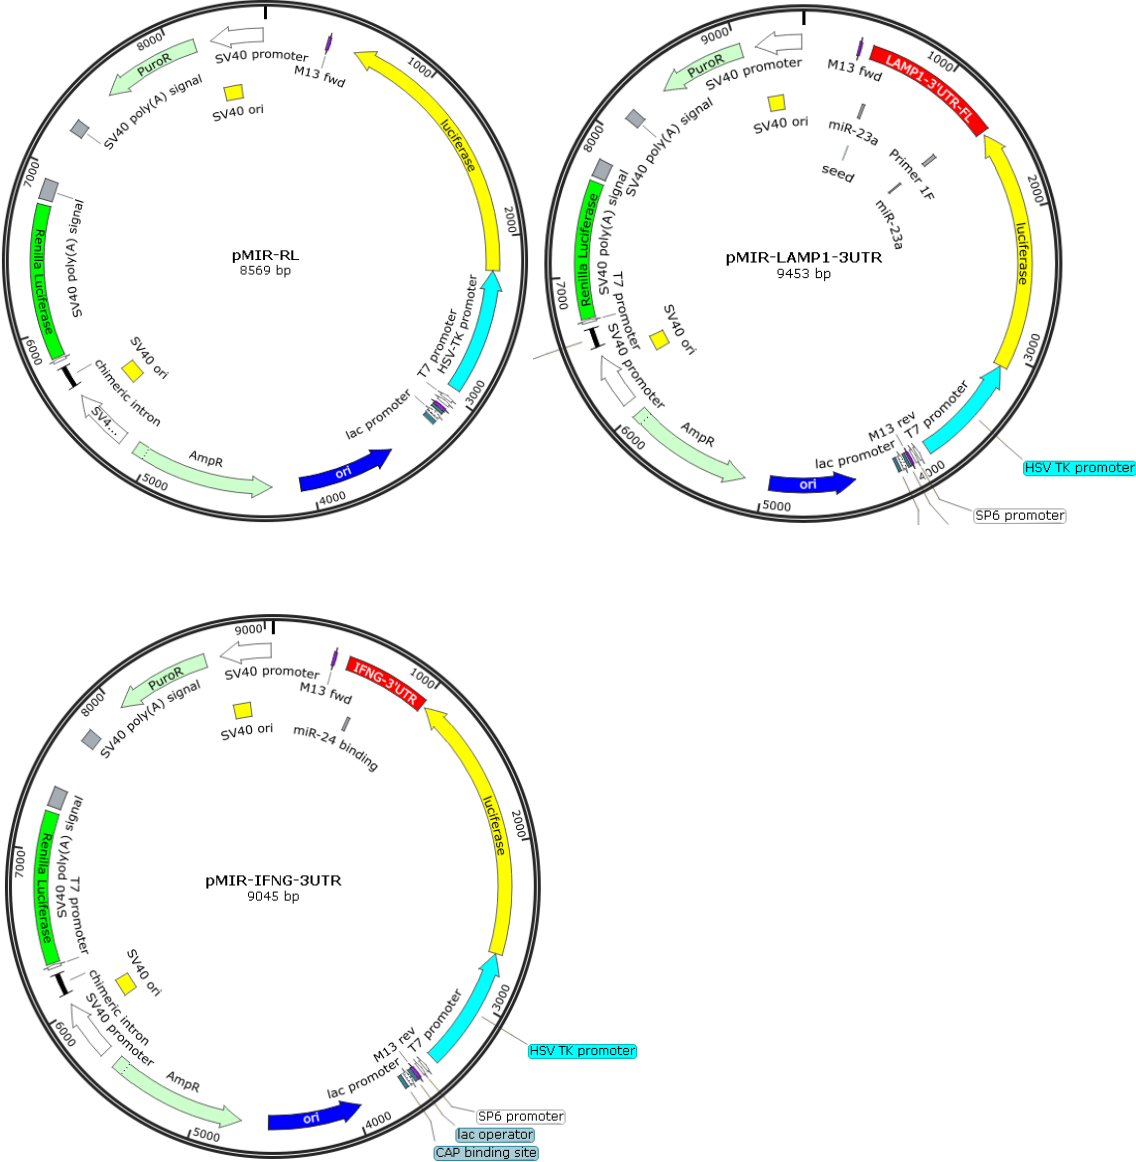 8000
SV40 promoter
PuroR
M13 fwd
1000
SV40 poly(A) signal
SV40 ori
luciferase
7000
2000
SV40 poly(A) signal
Renilla Luciferase
pMIR-RL
8569 bp
T7 promoter
HSV-TK promoter
6000
SV40 ori
chimeric intron
3000
SV4...
lac promoter
AmpR
5000
ori
4000
9000
PuroR
SV40 promoter
M13 fwd
LAMP1-3'UTR-FL
1000
SV40 poly(A) signal
SV40 ori
miR-23a
seed
Primer 1F
miR-23a
8000
2000
SV40 poly(A) signal
Renilla Luciferase
luciferase
pMIR-LAMP1-3UTR
9453 bp
7000
T7 promoter
SV40 promoter
SV40 ori
3000
6000
AmpR
M13 rev
T7 promoter
lac promoter
HSV TK promoter
4000
ori
5000
SP6 promoter
9000
SV40 promoter
PuroR
M13 fwd
IFNG-3'UTR
1000
8000
SV40 poly(A) signal
SV40 ori
miR-24 binding
luciferase
2000
7000
SV40 poly(A) signal
Renilla Luciferase
T7 promoter
pMIR-IFNG-3UTR
9045 bp
SV40 ori
chimeric intron
SV40 promoter
6000
3000
T7 promoter
M13 rev
lac promoter
HSV TK promoter
AmpR
ori
5000
4000
SP6 promoter
lac operator
CAP binding site